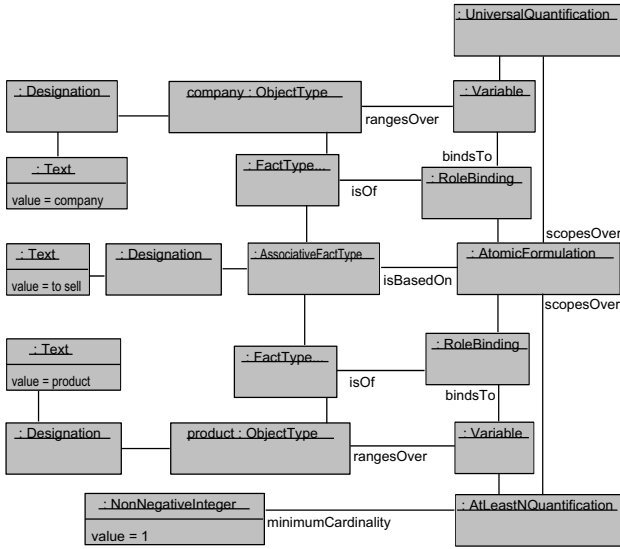 : UniversalQuantification
: Designation
company : ObjectType
: Variable
rangesOver
bindsTo
: Text
value = company
: FactType...
isOf
: RoleBinding
scopesOver
: Text
value = to sell
: Designation
: AssociativeFactType
isBasedOn
: AtomicFormulation
scopesOver
: Text
value = product
: FactType...
isOf
: RoleBinding
bindsTo
: Designation
product : ObjectType
rangesOver
: Variable
: NonNegativeInteger
value = 1
minimumCardinality
: AtLeastNQuantification